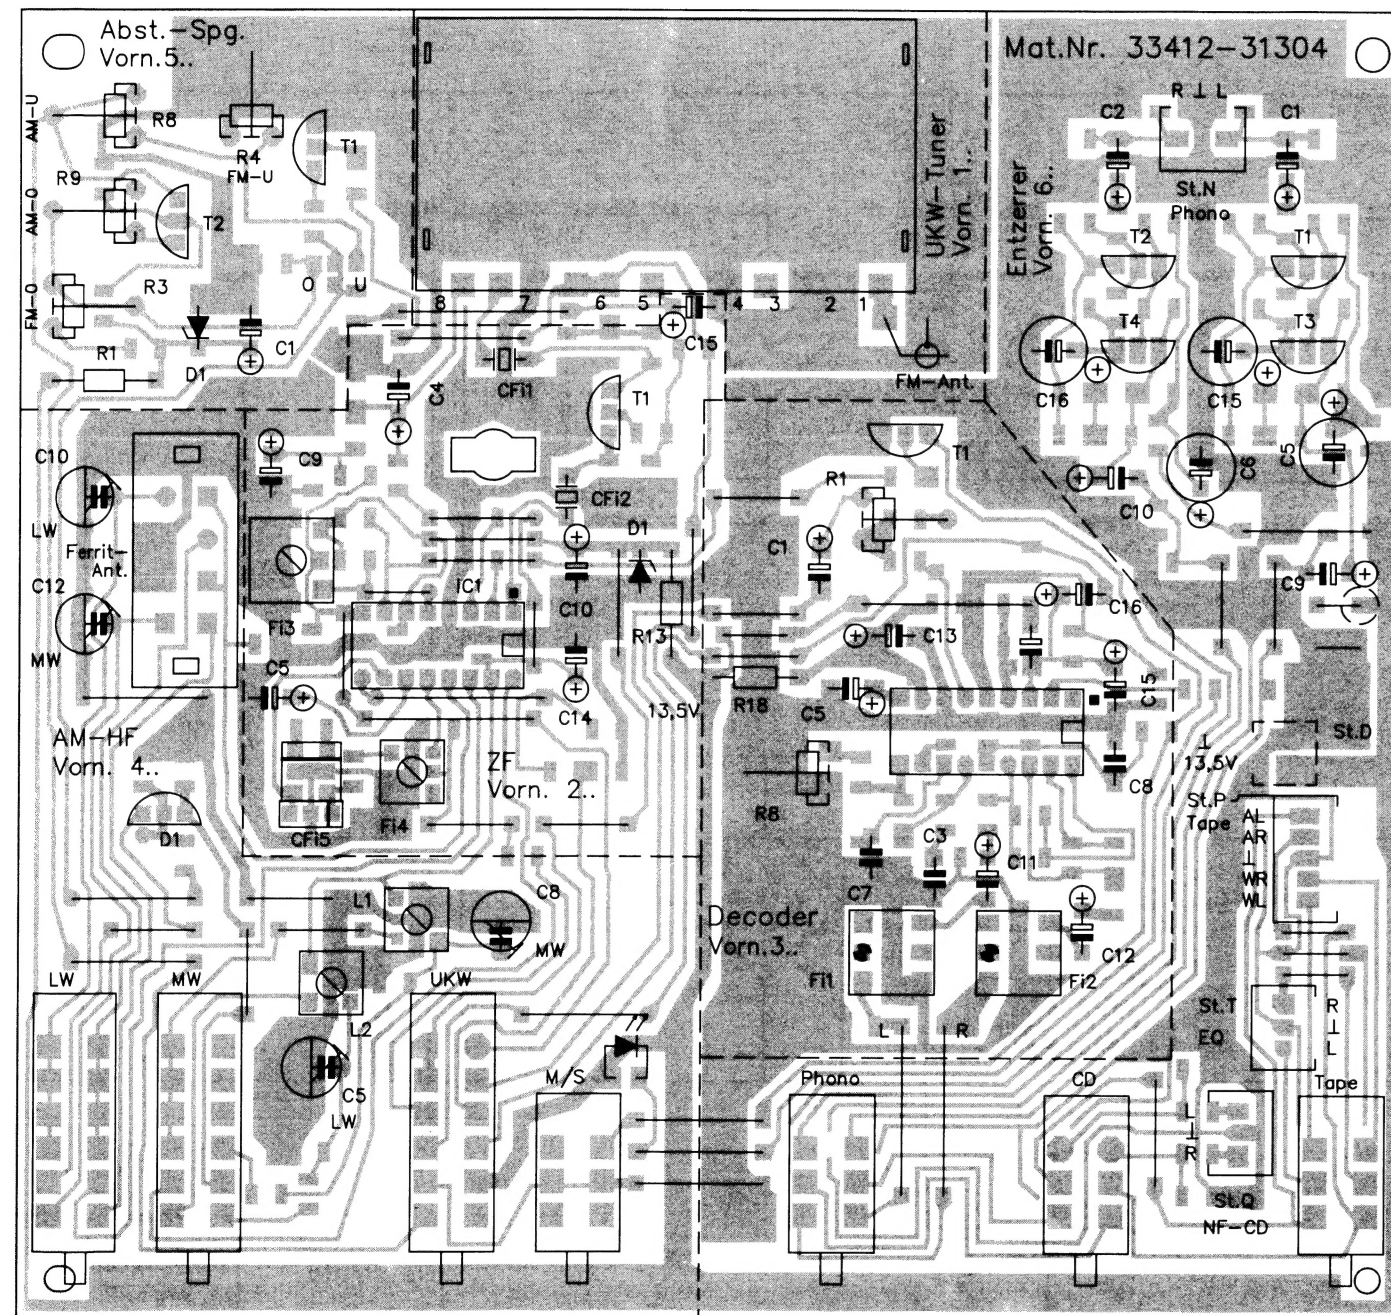 Abst.-Spg.
Vorn.5..
AM-U
R8
R4
FM-U
T1
R9
AM-O
T2
R3
O
U
FM-O
R1
D1
C1
UKW-Tuner
Vorn. 1..
8
7
6
5
4
3
2
1
C15
FM-Ant.
Mat.Nr. 33412-31304
R ⊥ L
C2
C1
St.N
Phono
Entzerrer
Vorn. 6..
T2
T1
T4
T3
C16
C15
C6
C5
C10
C9
St.D
C4
CFi1
T1
C9
CFi2
D1
IC1
C10
R13
Fi3
C5
C14
13,5V
ZF
Vorn. 2..
CFi5
Fi4
C10
LW
Ferrit-
Ant.
C12
MW
AM-HF
Vorn. 4..
D1
L1
C8
MW
L2
C5
LW
LW
MW
UKW
M/S
T1
R1
C1
C16
C13
R18
C5
C15
C8
R8
C3
C11
C7
Decoder
Vorn.3..
C12
Fi1
Fi2
L
R
⊥
13,5V
St.P
Tape
AL
AR
⊥
WR
WL
St.T
EQ
R
⊥
L
Phono
CD
Tape
L
⊥
R
St.Q
NF-CD